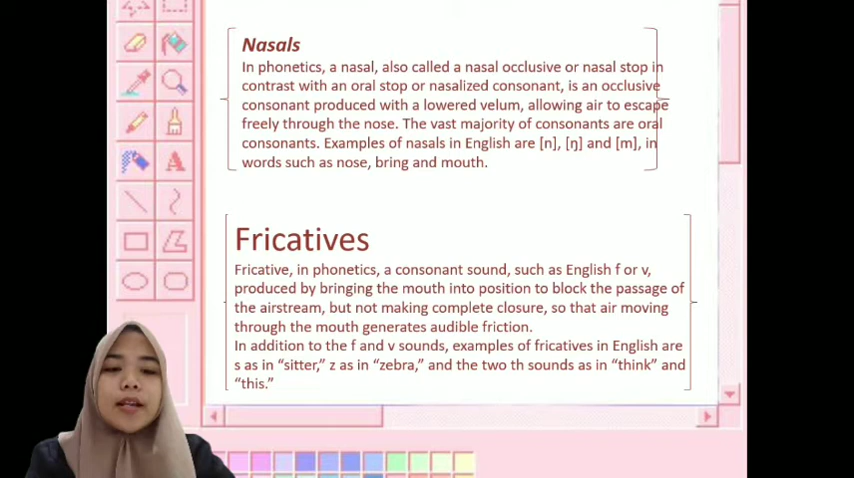 Nasals
In phonetics, a nasal, also called a nasal occlusive or nasal stop in
contrast with an oral stop or nasalized consonant, is an occlusive
consonant produced with a lowered velum, allowing air to escape
freely through the nose. The vast majority of consonants are oral
consonants. Examples of nasals in English are [n], [ŋ] and [m], in
words such as nose, bring and mouth.
Fricatives
Fricative, in phonetics, a consonant sound, such as English f or v,
produced by bringing the mouth into position to block the passage of
the airstream, but not making complete closure, so that air moving
through the mouth generates audible friction.
In addition to the f and v sounds, examples of fricatives in English are
s as in “sitter,” z as in “zebra,” and the two th sounds as in “think” and
“this.”